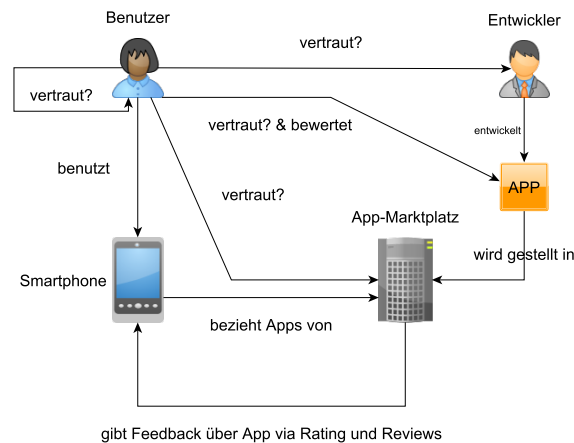 Benutzer
Entwickler
vertraut?
vertraut?
vertraut? & bewertet
entwickelt
benutzt
vertraut?
APP
App-Marktplatz
wird gestellt in
Smartphone
bezieht Apps von
gibt Feedback über App via Rating und Reviews